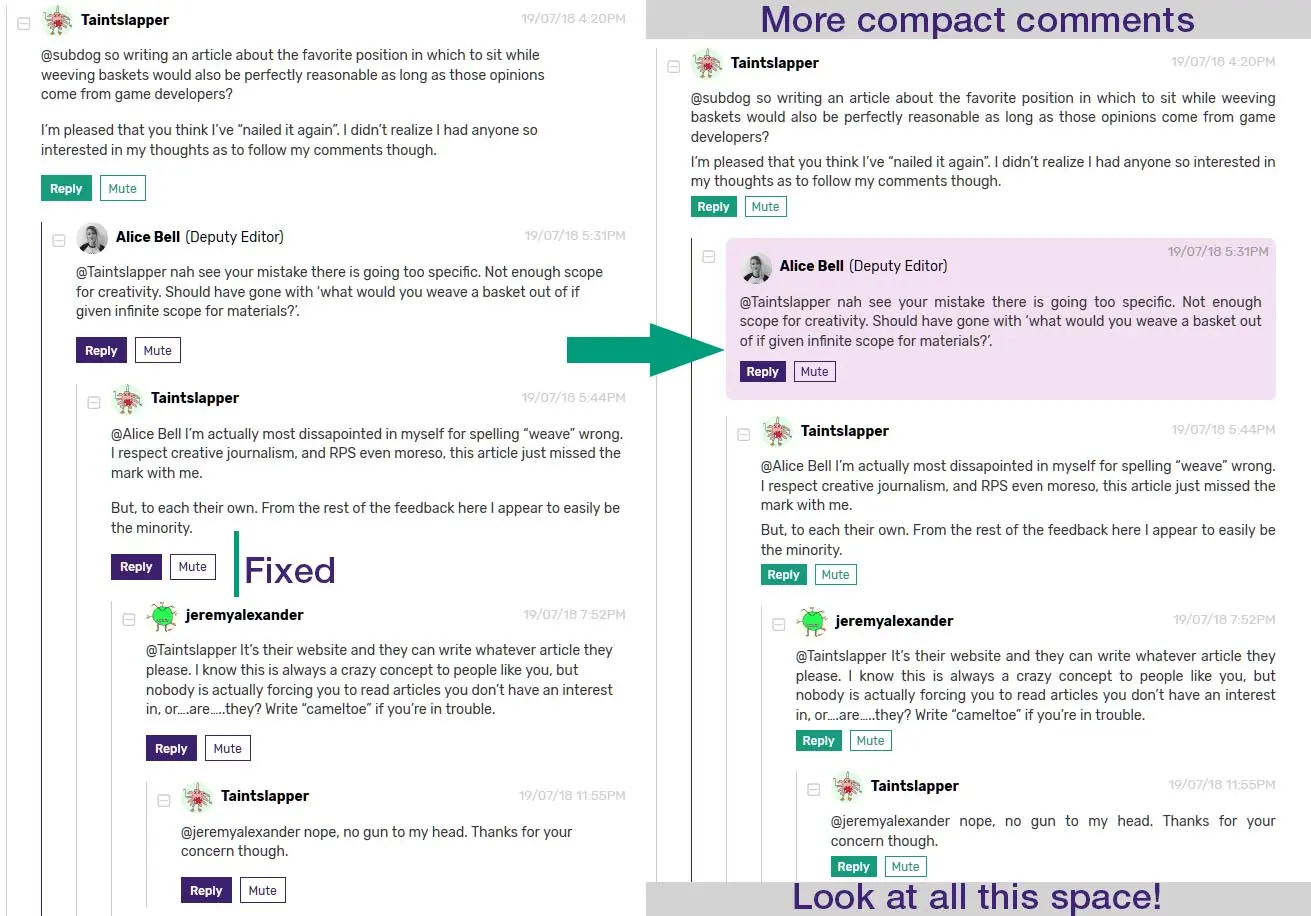 Taintslapper 19/07/18 4:20PM
@subdog so writing an article about the favorite position in which to sit while
weeving baskets would also be perfectly reasonable as long as those opinions
come from game developers?
I'm pleased that you think I've “nailed it again”. I didn't realize I had anyone so
interested in my thoughts as to follow my comments though.
Reply Mute
Alice Bell (Deputy Editor) 19/07/18 5:31PM
@Taintslapper nah see your mistake there is going too specific. Not enough scope
for creativity. Should have gone with ‘what would you weave a basket out of if
given infinite scope for materials?’.
Reply Mute
Taintslapper 19/07/18 5:44PM
@Alice Bell I'm actually most dissapointed in myself for spelling “weave” wrong.
I respect creative journalism, and RPS even moreso, this article just missed the
mark with me.
But, to each their own. From the rest of the feedback here I appear to easily be
the minority.
Reply Mute
Fixed
jeremyalexander 19/07/18 7:52PM
@Taintslapper It's their website and they can write whatever article they
please. I know this is always a crazy concept to people like you, but
nobody is actually forcing you to read articles you don't have an interest
in, or....are.....they? Write “cameltoe” if you're in trouble.
Reply Mute
Taintslapper 19/07/18 11:55PM
@jeremyalexander nope, no gun to my head. Thanks for your
concern though.
Reply Mute
More compact comments
Taintslapper 19/07/18 4:20PM
@subdog so writing an article about the favorite position in which to sit while weeving
baskets would also be perfectly reasonable as long as those opinions come from game
developers?
I'm pleased that you think I've “nailed it again”. I didn't realize I had anyone so interested in
my thoughts as to follow my comments though.
Reply Mute
19/07/18 5:31PM
Alice Bell (Deputy Editor)
@Taintslapper nah see your mistake there is going too specific. Not enough
scope for creativity. Should have gone with ‘what would you weave a basket out
of if given infinite scope for materials?’.
Reply Mute
Taintslapper 19/07/18 5:44PM
@Alice Bell I'm actually most dissapointed in myself for spelling “weave” wrong.
I respect creative journalism, and RPS even moreso, this article just missed the
mark with me.
But, to each their own. From the rest of the feedback here I appear to easily be
the minority.
Reply Mute
jeremyalexander 19/07/18 7:52PM
@Taintslapper It's their website and they can write whatever article they
please. I know this is always a crazy concept to people like you, but
nobody is actually forcing you to read articles you don't have an interest
in, or....are.....they? Write “cameltoe” if you're in trouble.
Reply Mute
Taintslapper 19/07/18 11:55PM
@jeremyalexander nope, no gun to my head. Thanks for your
concern though.
Reply Mute
Look at all this space!